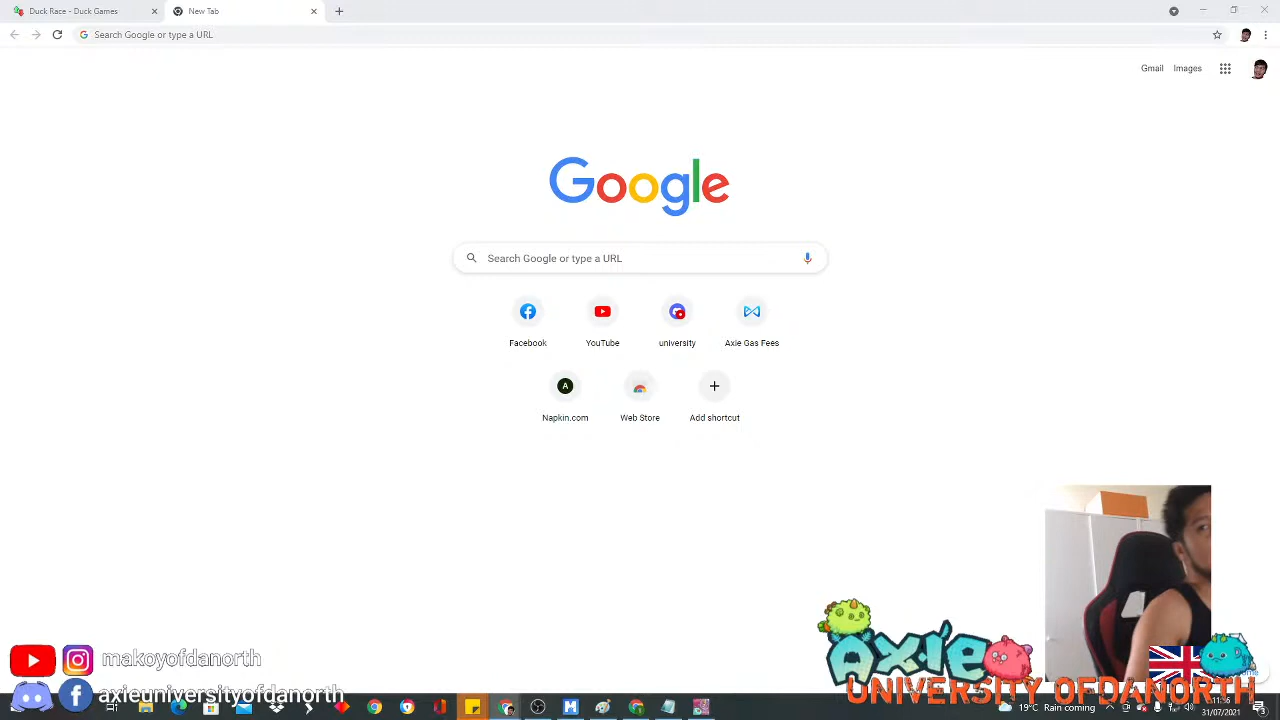 Duck Race - Duck Games
New Tab
Search Google or type a URL
Gmail Images
Google
Search Google or type a URL
Facebook YouTube university Axie Gas Fees
A
Napkin.com Web Store Add shortcut
makoyofdanorth
axieuniversityofdanorth
Axie
UNIVERSITY OFDANORTH
19°C Rain coming
11:36
31/07/2021